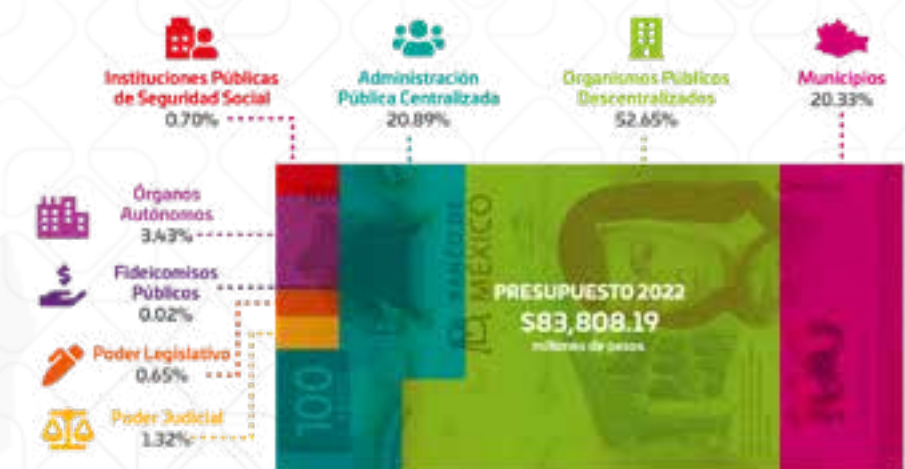 Instituciones Públicas
de Seguridad Social
0.70%
Administración
Pública Centralizada
20.89%
Organismos Públicos
Descentralizados
52.65%
Municipios
20.33%
Órganos
Autónomos
3.43%
Fideicomisos
Públicos
0.02%
Poder Legislativo
0.65%
Poder Judicial
1.32%
BANCO DE
MÉXICO
PRESUPUESTO 2022
$83,808.19
millones de pesos
100